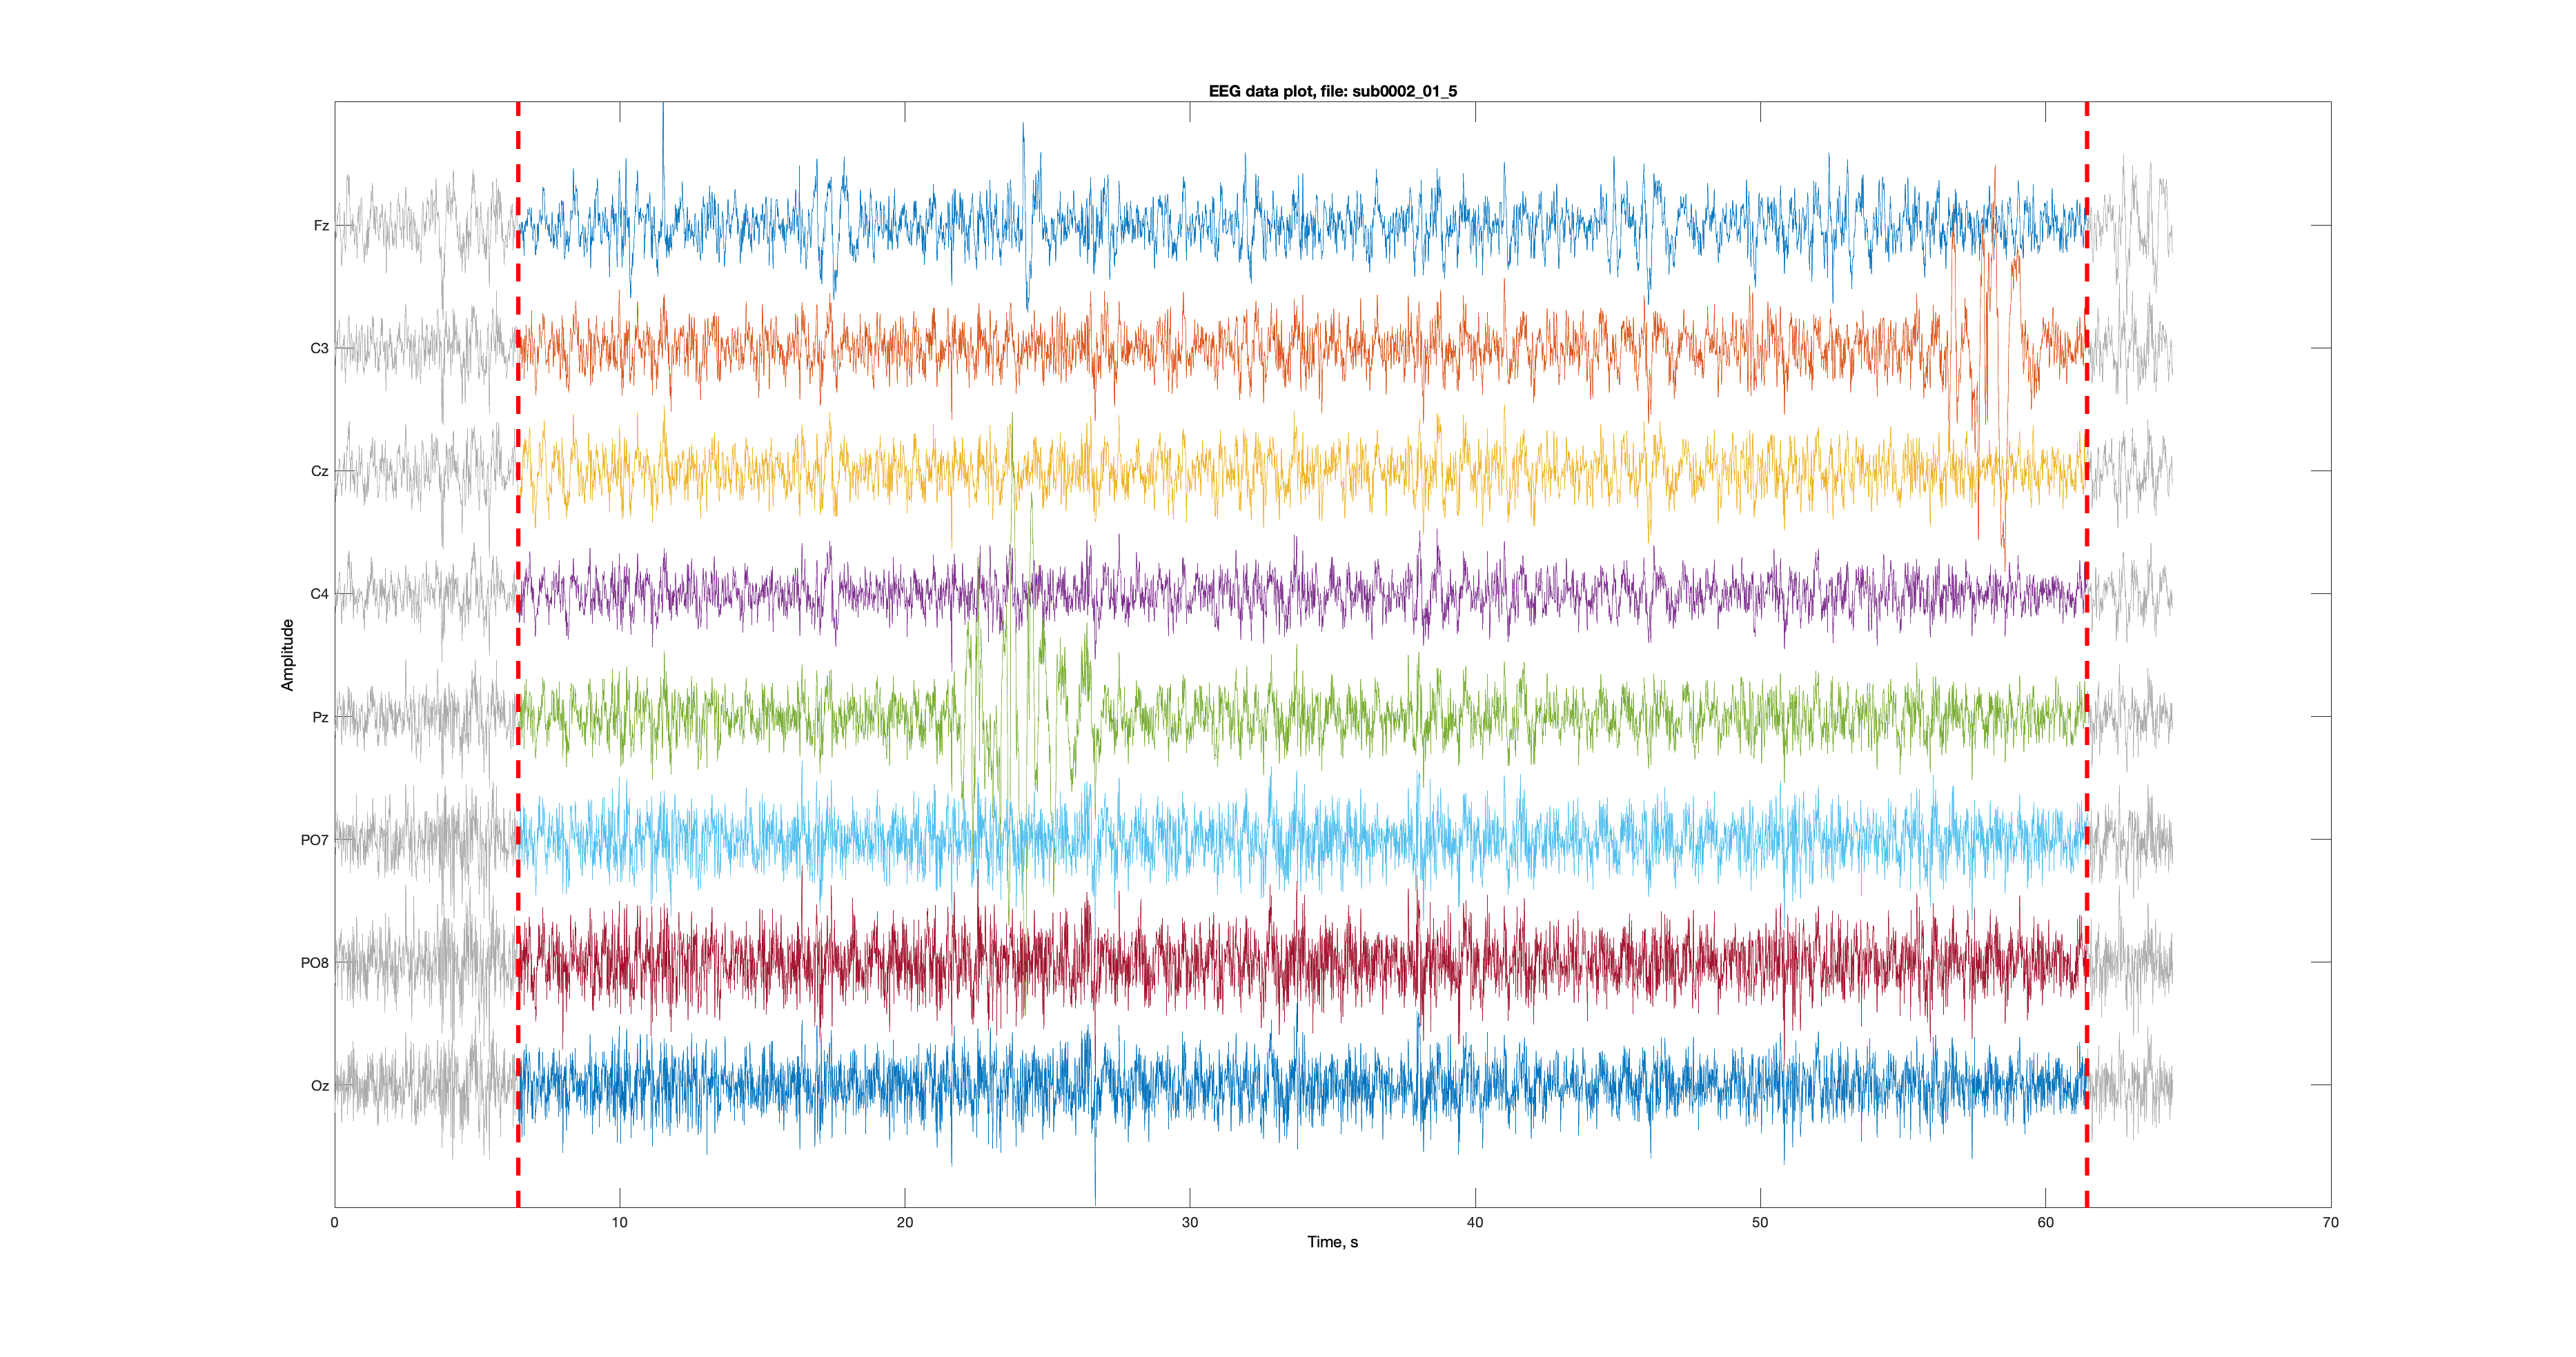 EEG data plot, file: sub0002_01_5
Amplitude
Fz
C3
Cz
C4
Pz
PO7
PO8
Oz
0 10 20 30 40 50 60 70
Time, s